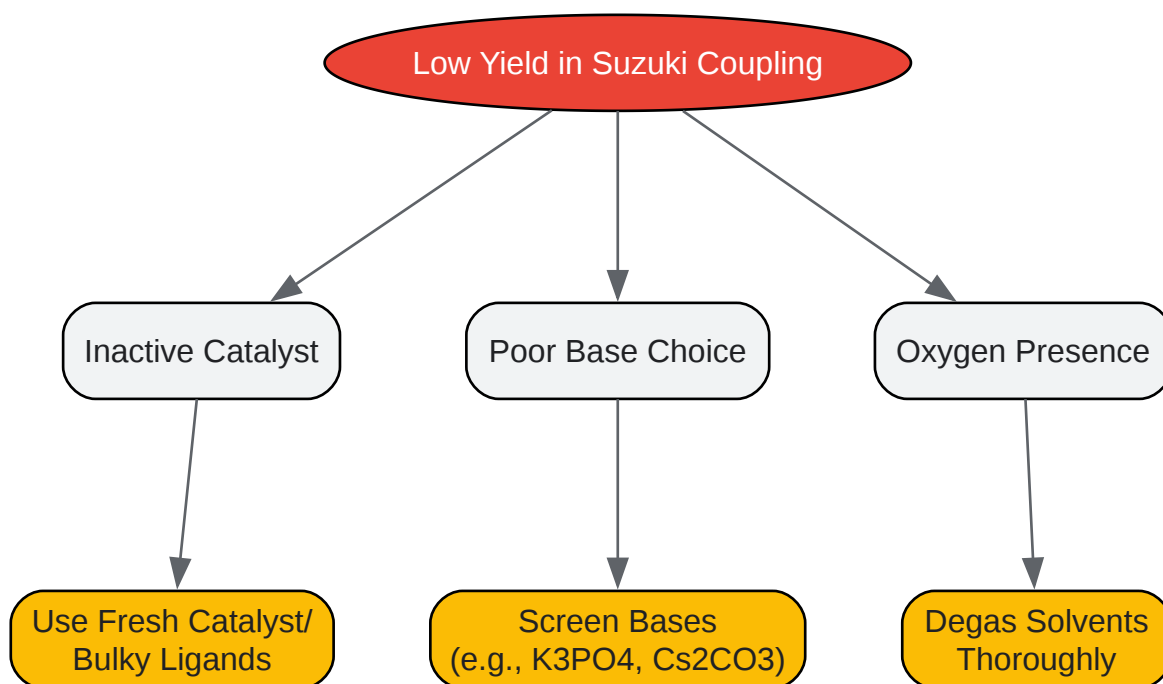 Low Yield in Suzuki Coupling
Inactive Catalyst
Poor Base Choice
Oxygen Presence
Use Fresh Catalyst/
Bulky Ligands
Screen Bases
(e.g., K3PO4, Cs2CO3)
Degas Solvents
Thoroughly